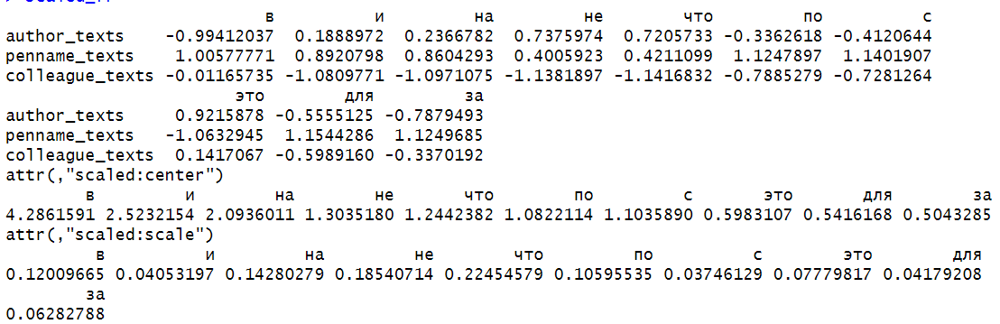 в          и          на         не        что         по          с
author_texts    -0.99412037  0.1888972  0.2366782  0.7375974  0.7205733 -0.3362618 -0.4120644
penname_texts    1.00577771  0.8920798  0.8604293  0.4005923  0.4211099  1.1247897  1.1401907
colleague_texts -0.01165735 -1.0809771 -1.0971075 -1.1381897 -1.1416832 -0.7885279 -0.7281264
                       это        для         за
author_texts     0.9215878 -0.5555125 -0.7879493
penname_texts   -1.0632945  1.1544286  1.1249685
colleague_texts  0.1417067 -0.5989160 -0.3370192
attr(,"scaled:center")
        в         и        на        не       что        по         с       это       для        за
4.2861591 2.5232154 2.0936011 1.3035180 1.2442382 1.0822114 1.1035890 0.5983107 0.5416168 0.5043285
attr(,"scaled:scale")
         в          и         на         не        что         по          с        это        для
0.12009665 0.04053197 0.14280279 0.18540714 0.22454579 0.10595535 0.03746129 0.07779817 0.04179208
        за
0.06282788